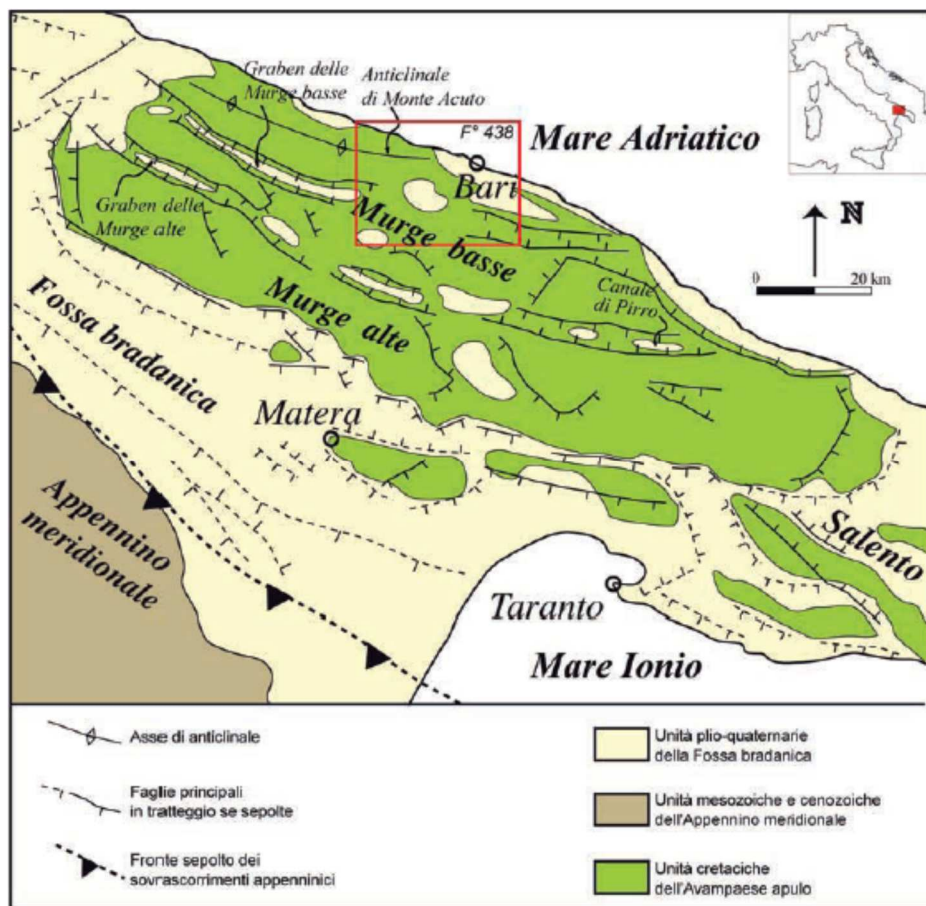 Graben delle
Murge basse
Anticlinale
di Monte Acuto
F° 438
Mare Adriatico
Bari
N
0 20 km
Graben delle
Murge alte
Murge basse
Murge alte
Canale
di Pirro
Fossa bradanica
Matera
Appennino
meridionale
Salento
Taranto
Mare Ionio
Asse di anticlinale
Faglie principali
in tratteggio se sepolte
Fronte sepolto dei
sovrascorrimenti appenninici
Unità plio-quaternarie
della Fossa bradanica
Unità mesozoiche e cenozoiche
dell'Appennino meridionale
Unità cretaciche
dell'Avampaese apulo